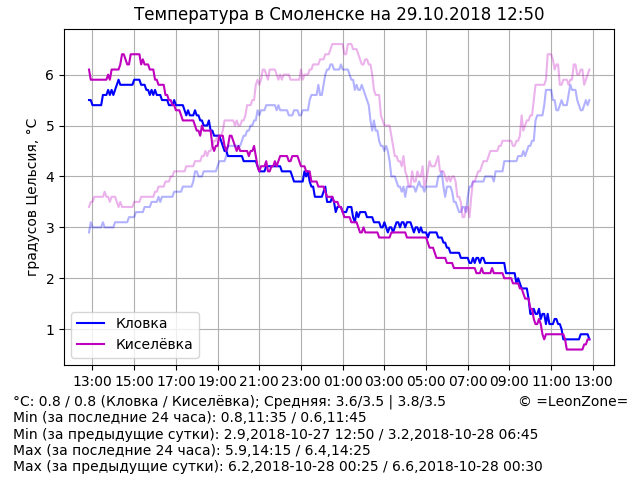 Температура в Смоленске на 29.10.2018 12:50
градусов Цельсия, °C
6
5
4
3
2
1
Кловка
Киселёвка
13:00 15:00 17:00 19:00 21:00 23:00 01:00 03:00 05:00 07:00 09:00 11:00 13:00
°C: 0.8 / 0.8 (Кловка / Киселёвка); Средняя: 3.6/3.5 | 3.8/3.5 © =LeonZone=
Min (за последние 24 часа): 0.8,11:35 / 0.6,11:45
Min (за предыдущие сутки): 2.9,2018-10-27 12:50 / 3.2,2018-10-28 06:45
Max (за последние 24 часа): 5.9,14:15 / 6.4,14:25
Max (за предыдущие сутки): 6.2,2018-10-28 00:25 / 6.6,2018-10-28 00:30